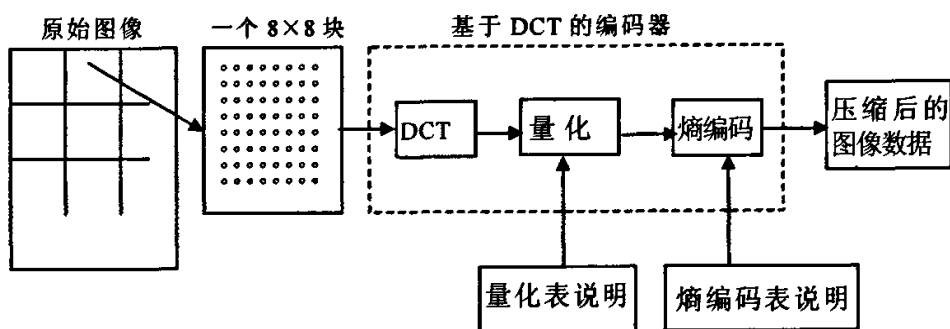 原始图像
一个 8×8 块
基于 DCT 的编码器
DCT
量化
熵编码
压缩后的
图像数据
量化表说明
熵编码表说明